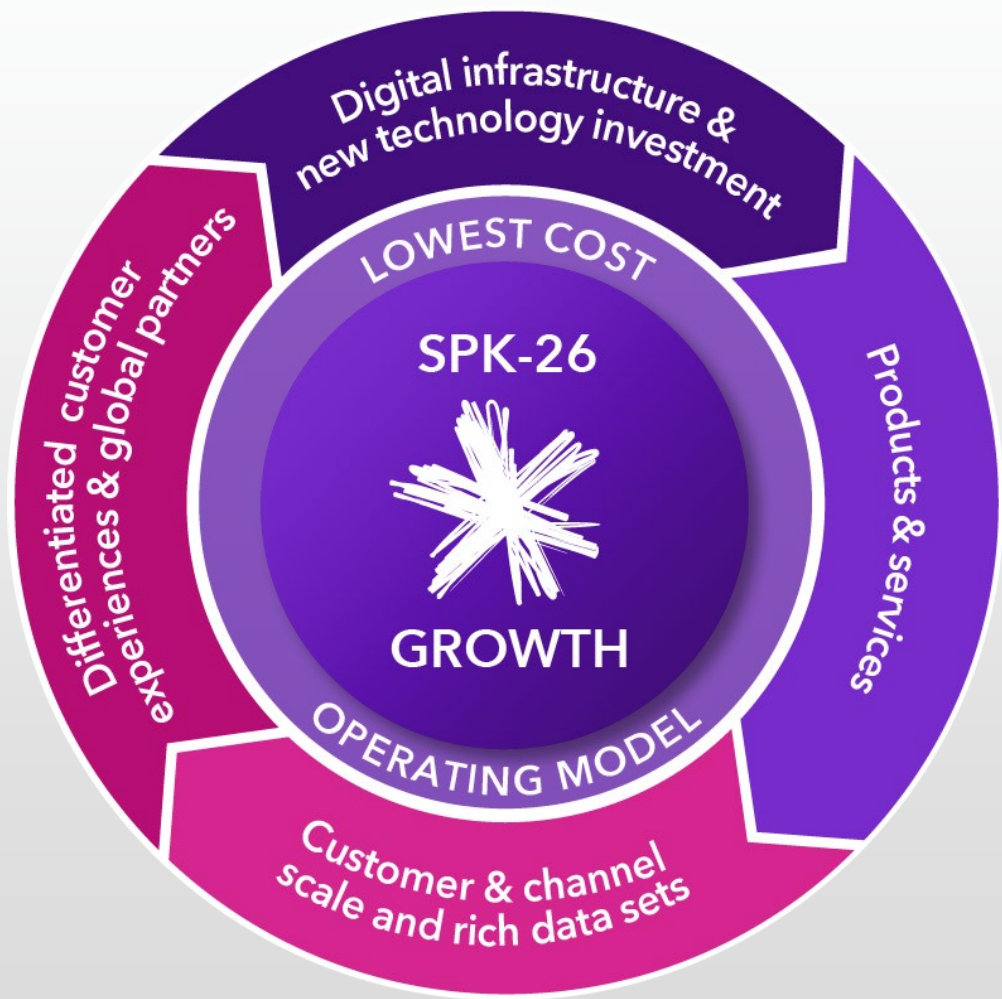 Digital infrastructure &
new technology investment
LOWEST COST
SPK-26
GROWTH
OPERATING MODEL
Products & services
Customer & channel
scale and rich data sets
Differentiated customer
experiences & global partners